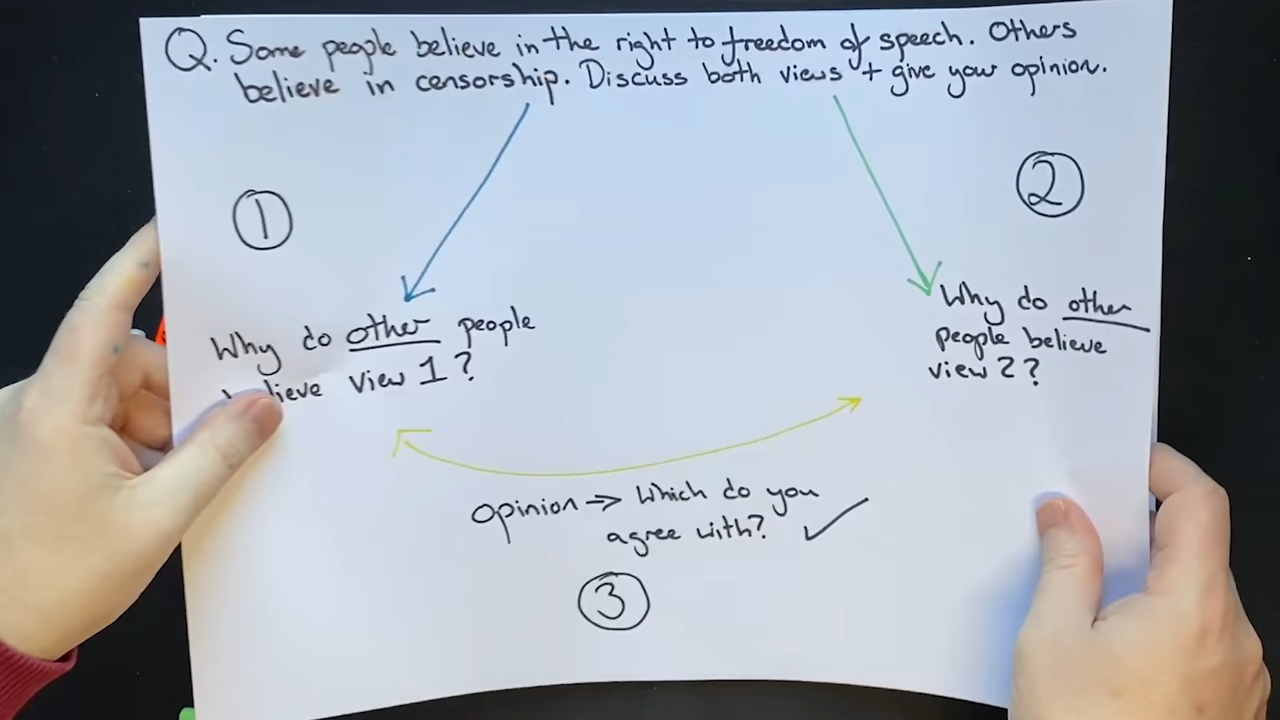 Q. Some people believe in the right to freedom of speech. Others
believe in censorship. Discuss both views + give your opinion.
1
2
Why do other people
believe view 1?
Why do other
people believe
view 2?
Opinion → Which do you
agree with? ✓
3